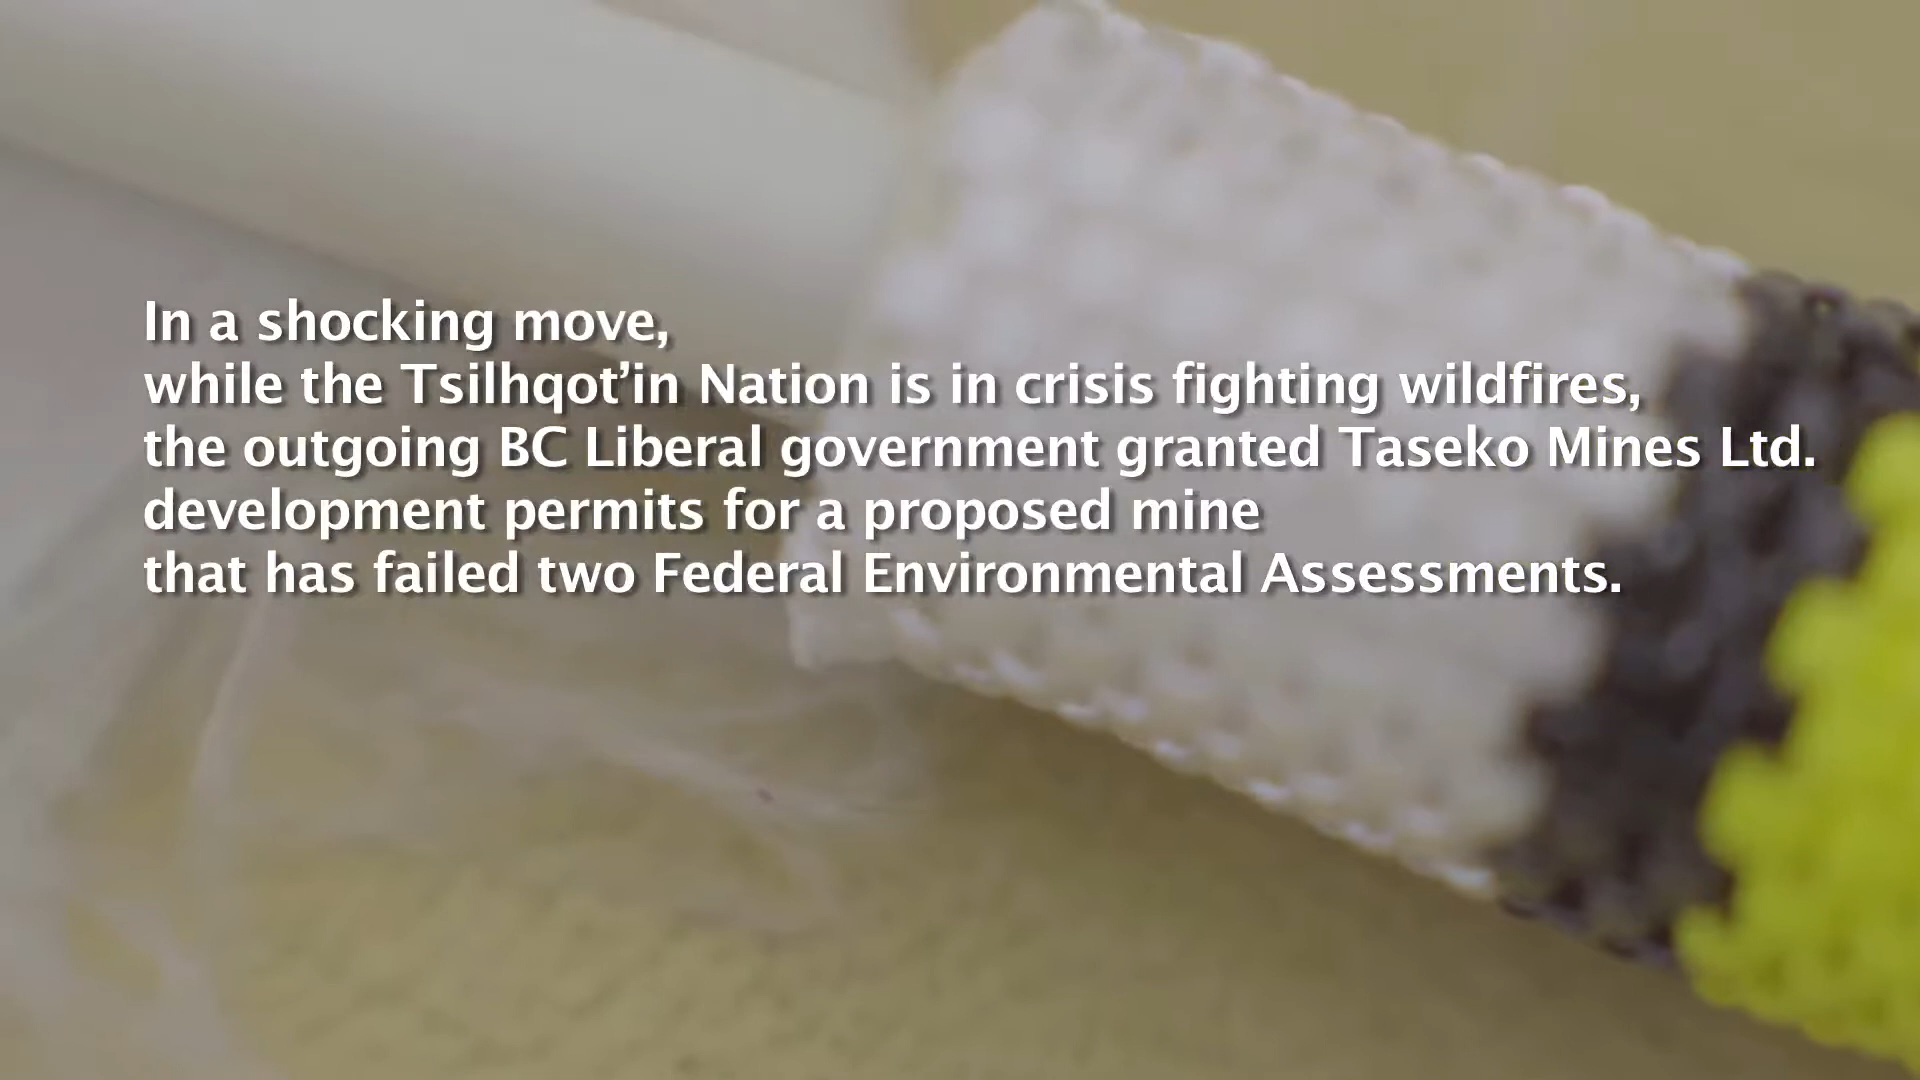 In a shocking move,
while the Tsilhqot’in Nation is in crisis fighting wildfires,
the outgoing BC Liberal government granted Taseko Mines Ltd.
development permits for a proposed mine
that has failed two Federal Environmental Assessments.